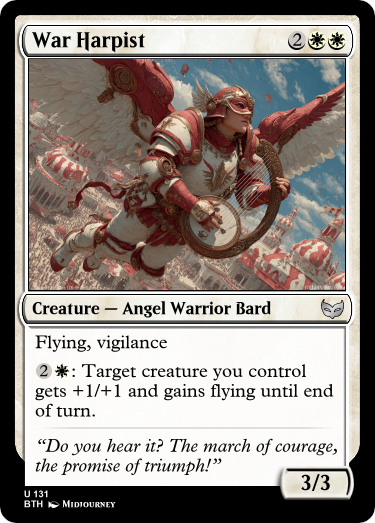 War Harpist 2
Creature — Angel Warrior Bard
Flying, vigilance
2: Target creature you control
gets +1/+1 and gains flying until end
of turn.
“Do you hear it? The march of courage,
the promise of triumph!”
3/3
U 131
BTH Midjourney